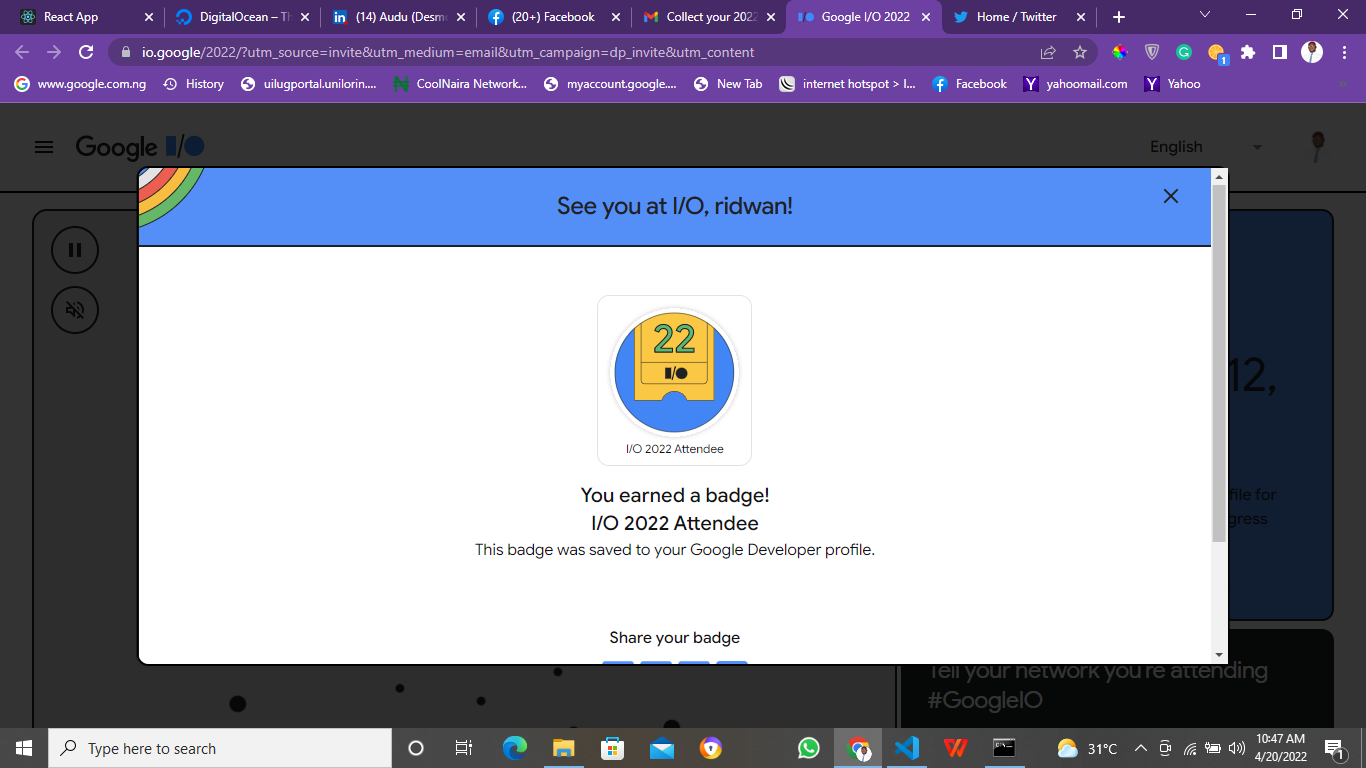 React App
DigitalOcean – Th
(14) Audu (Desmo
(20+) Facebook
Collect your 2022
Google I/O 2022
Home / Twitter
io.google/2022/?utm_source=invite&utm_medium=email&utm_campaign=dp_invite&utm_content
1
www.google.com.ng
History
uilugportal.unilorin....
CoolNaira Network...
myaccount.google....
New Tab
internet hotspot > I...
Facebook
yahoomail.com
Yahoo
Google I/O
English
See you at I/O, ridwan!
22
I/O
I/O 2022 Attendee
12,
You earned a badge!
I/O 2022 Attendee
This badge was saved to your Google Developer profile.
file for
gress
Share your badge
Tell your network you're attending
#GoogleIO
Type here to search
31°C
10:47 AM
4/20/2022
1